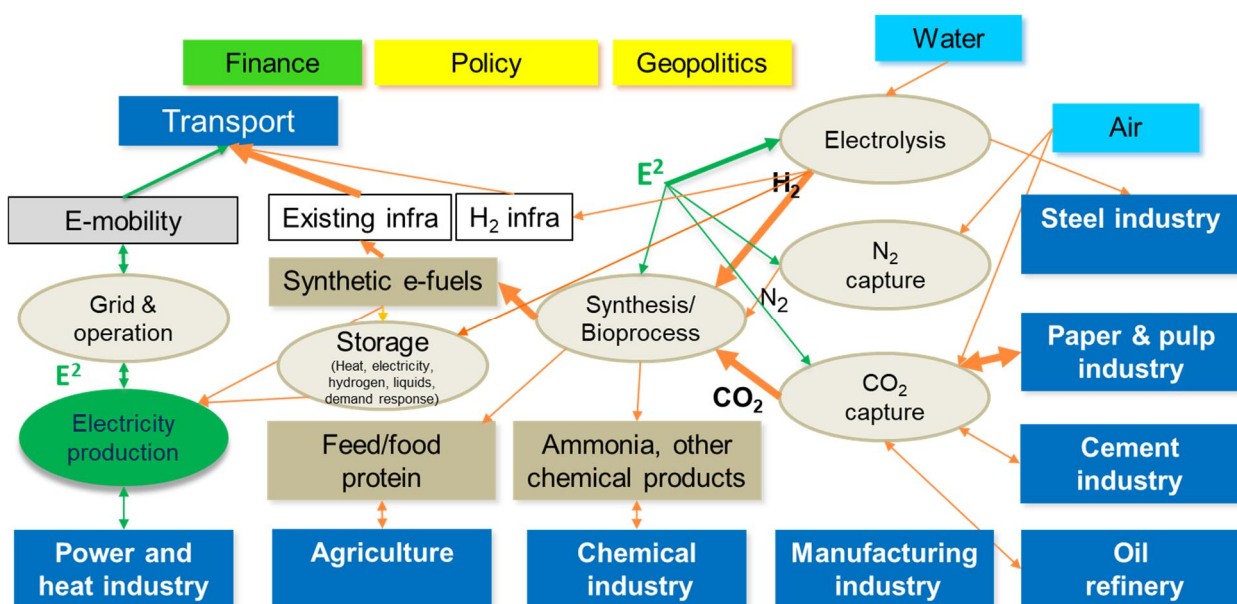 Water
Finance
Policy
Geopolitics
Transport
Electrolysis
Air
E²
H₂
E-mobility
Existing infra
H₂ infra
Steel industry
N₂
capture
Synthetic e-fuels
Grid &
operation
Synthesis/
Bioprocess
N₂
Storage
(Heat, electricity,
hydrogen, liquids,
demand response)
Paper & pulp
industry
E²
CO₂
CO₂
capture
Electricity
production
Feed/food
protein
Ammonia, other
chemical products
Cement
industry
Power and
heat industry
Agriculture
Chemical
industry
Manufacturing
industry
Oil
refinery